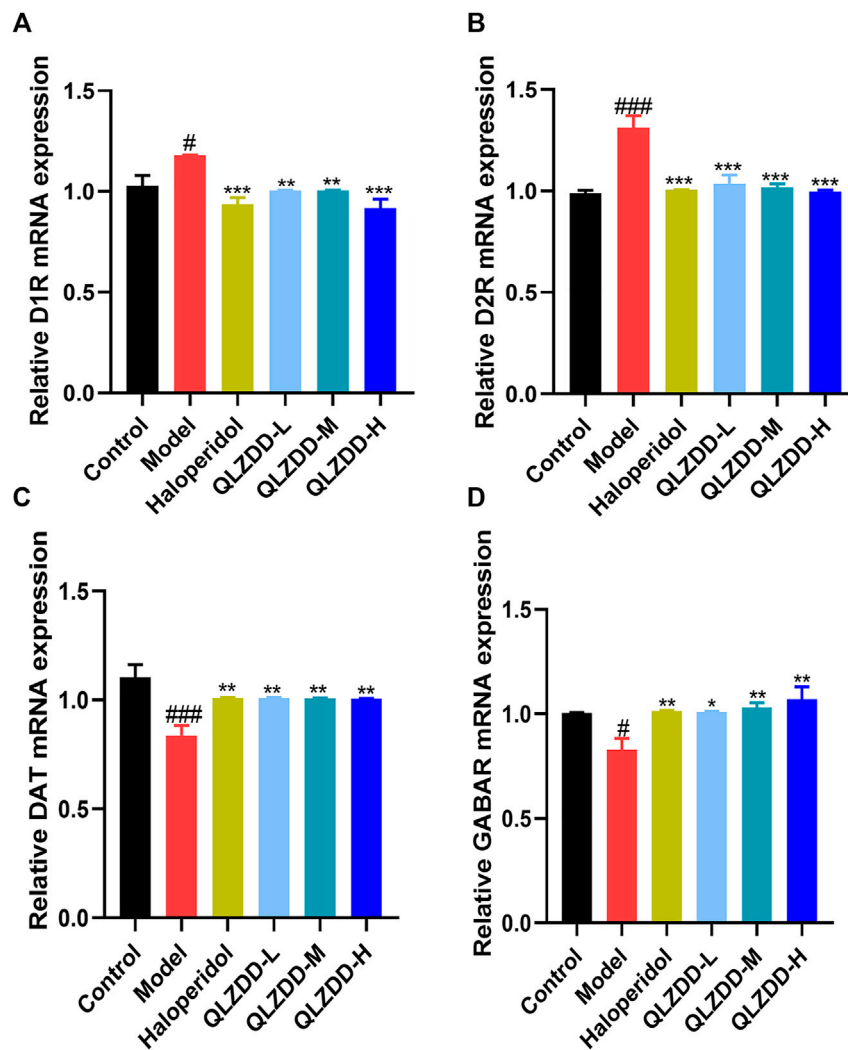 A
Relative D1R mRNA expression
1.5
1.0
0.5
0.0
#
***
**
**
***
Control
Model
Haloperidol
QLZDD-L
QLZDD-M
QLZDD-H
B
Relative D2R mRNA expression
1.5
1.0
0.5
0.0
###
***
***
***
***
Control
Model
Haloperidol
QLZDD-L
QLZDD-M
QLZDD-H
C
Relative DAT mRNA expression
1.5
1.0
0.5
0.0
###
**
**
**
**
Control
Model
Haloperidol
QLZDD-L
QLZDD-M
QLZDD-H
D
Relative GABAR mRNA expression
1.5
1.0
0.5
0.0
#
**
*
**
**
Control
Model
Haloperidol
QLZDD-L
QLZDD-M
QLZDD-H